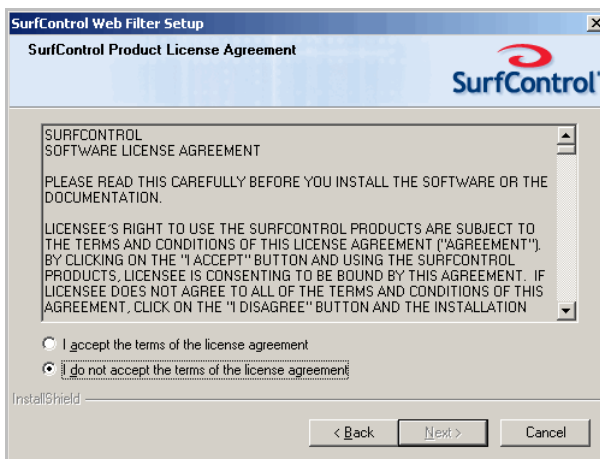 SurfControl Web Filter Setup
SurfControl Product License Agreement
SurfControl
SURFCONTROL
SOFTWARE LICENSE AGREEMENT
PLEASE READ THIS CAREFULLY BEFORE YOU INSTALL THE SOFTWARE OR THE
DOCUMENTATION.
LICENSEE'S RIGHT TO USE THE SURFCONTROL PRODUCTS ARE SUBJECT TO
THE TERMS AND CONDITIONS OF THIS LICENSE AGREEMENT ("AGREEMENT").
BY CLICKING ON THE "I ACCEPT" BUTTON AND USING THE SURFCONTROL
PRODUCTS, LICENSEE IS CONSENTING TO BE BOUND BY THIS AGREEMENT. IF
LICENSEE DOES NOT AGREE TO ALL OF THE TERMS AND CONDITIONS OF THIS
AGREEMENT, CLICK ON THE "I DISAGREE" BUTTON AND THE INSTALLATION
I accept the terms of the license agreement
I do not accept the terms of the license agreement
InstallShield
< Back
Next >
Cancel